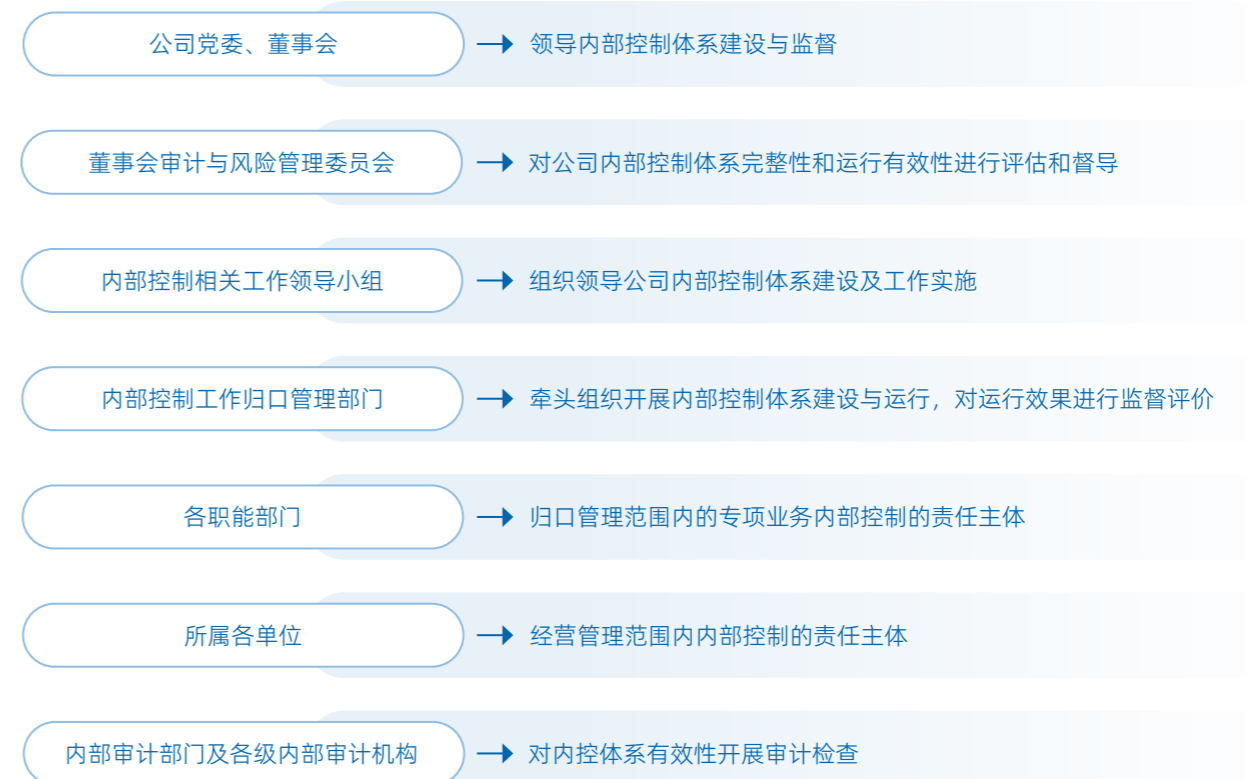 公司党委、董事会 → 领导内部控制体系建设与监督
董事会审计与风险管理委员会 → 对公司内部控制体系完整性和运行有效性进行评估和督导
内部控制相关工作领导小组 → 组织领导公司内部控制体系建设及工作实施
内部控制工作归口管理部门 → 牵头组织开展内部控制体系建设与运行，对运行效果进行监督评价
各职能部门 → 归口管理范围内的专项业务内部控制的责任主体
所属各单位 → 经营管理范围内内部控制的责任主体
内部审计部门及各级内部审计机构 → 对内控体系有效性开展审计检查